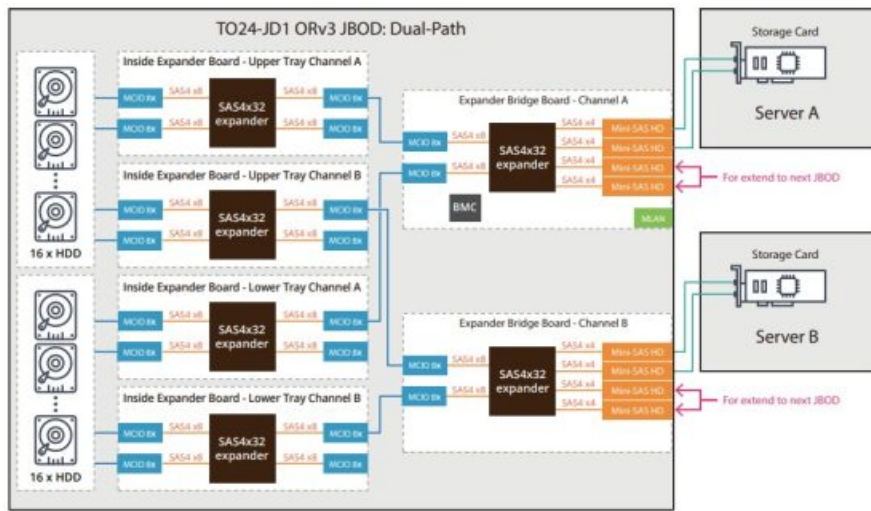 TO24-JD1 ORv3 JBOD: Dual-Path
16 x HDD
16 x HDD
Inside Expander Board - Upper Tray Channel A
MCIO 8x SAS4 x8 SAS4x32 expander SAS4 x8 MCIO 8x
MCIO 8x SAS4 x8 SAS4 x8 MCIO 8x
Inside Expander Board - Upper Tray Channel B
MCIO 8x SAS4 x8 SAS4x32 expander SAS4 x8 MCIO 8x
MCIO 8x SAS4 x8 SAS4 x8 MCIO 8x
Inside Expander Board - Lower Tray Channel A
MCIO 8x SAS4 x8 SAS4x32 expander SAS4 x8 MCIO 8x
MCIO 8x SAS4 x8 SAS4 x8 MCIO 8x
Inside Expander Board - Lower Tray Channel B
MCIO 8x SAS4 x8 SAS4x32 expander SAS4 x8 MCIO 8x
MCIO 8x SAS4 x8 SAS4 x8 MCIO 8x
Expander Bridge Board - Channel A
MCIO 8x SAS4 x8 SAS4x32 expander SAS4 x4 Mini-SAS HD
SAS4 x4 Mini-SAS HD
MCIO 8x SAS4 x8 SAS4 x4 Mini-SAS HD
SAS4 x4 Mini-SAS HD
BMC
MLAN
For extend to next JBOD
Expander Bridge Board - Channel B
MCIO 8x SAS4 x8 SAS4x32 expander SAS4 x4 Mini-SAS HD
SAS4 x4 Mini-SAS HD
MCIO 8x SAS4 x8 SAS4 x4 Mini-SAS HD
SAS4 x4 Mini-SAS HD
For extend to next JBOD
Storage Card
Server A
Storage Card
Server B